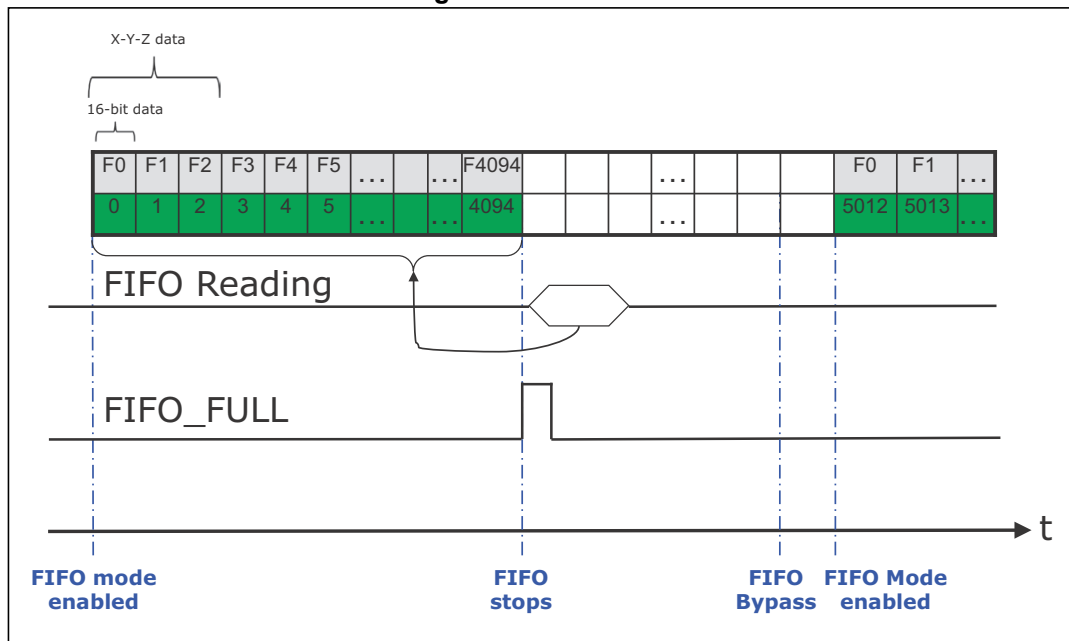 g
X-Y-Z data
16-bit data
F0 F1 F2 F3 F4 F5 ... ... F4094 ... F0 F1 ...
0 1 2 3 4 5 ... ... 4094 ... 5012 5013 ...
FIFO Reading
FIFO_FULL
t
FIFO mode enabled FIFO stops FIFO Bypass FIFO Mode enabled